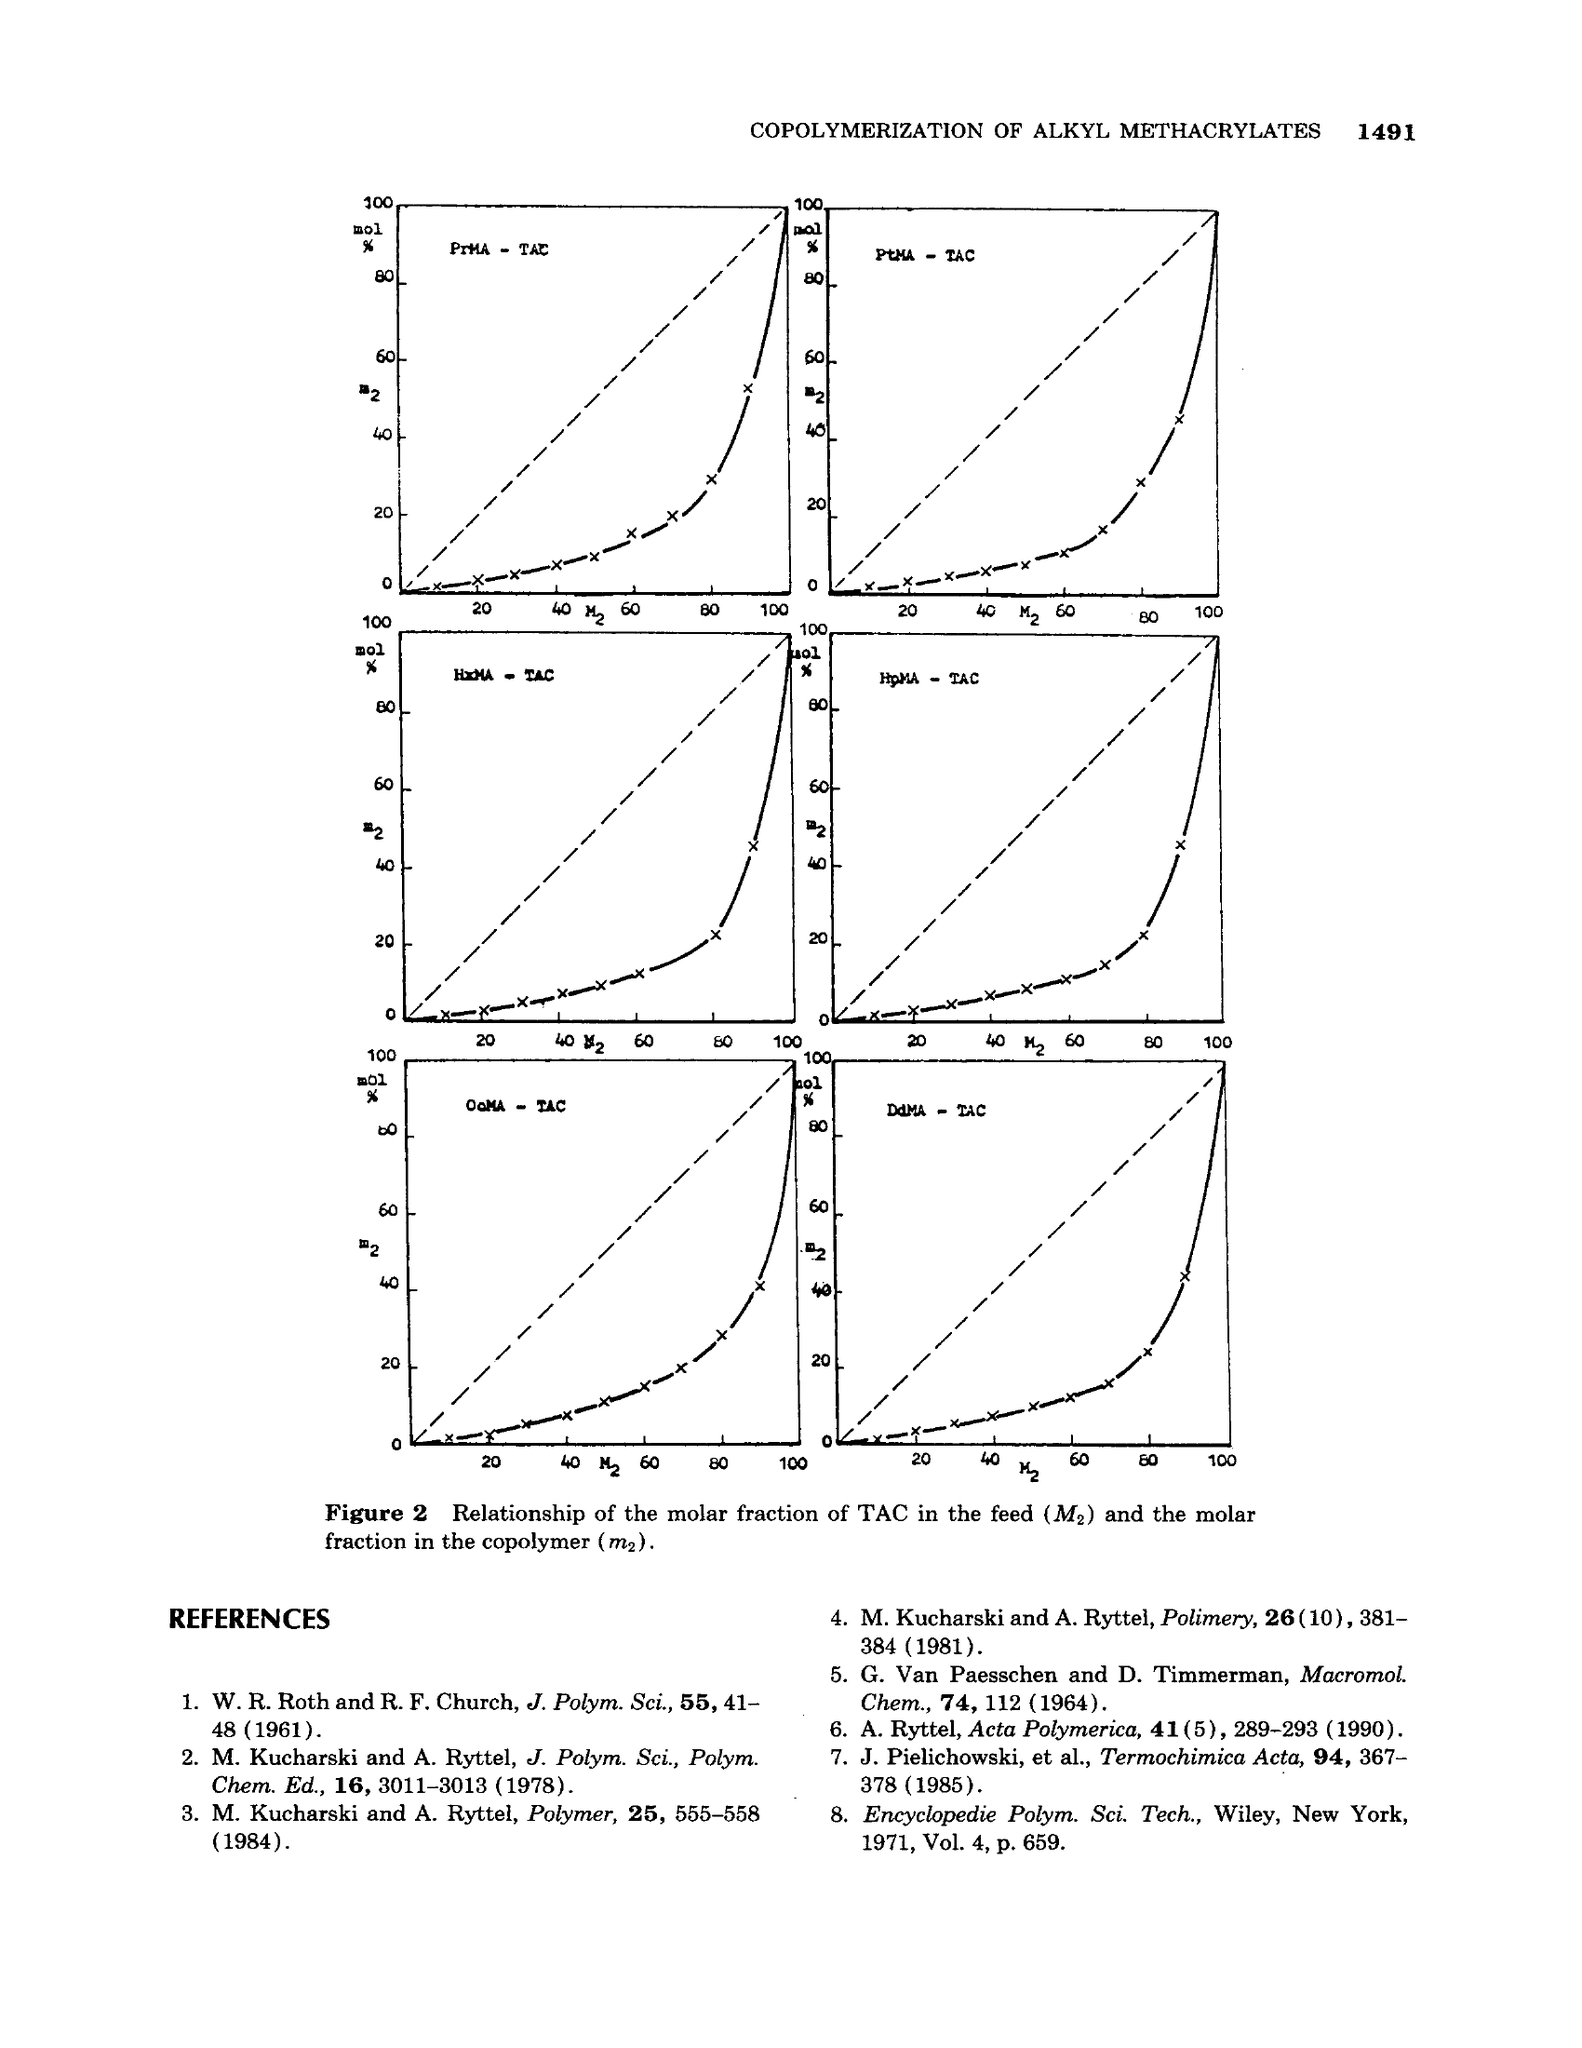 COPOLYMERIZATION OF ALKYL METHACRYLATES 1491
100
mol
%
PrMA - TAC
80
60
m2
40
20
0
20 40 M2 60 80 100
100
mol
%
PtMA - TAC
80
60
m2
40
20
0
20 40 M2 60 80 100
100
mol
%
HxMA - TAC
80
60
m2
40
20
0
20 40 M2 60 80 100
100
mol
%
HpMA - TAC
80
60
m2
40
20
0
20 40 M2 60 80 100
100
mol
%
OcMA - TAC
80
60
m2
40
20
0
20 40 M2 60 80 100
100
mol
%
DdMA - TAC
80
60
m2
40
20
0
20 40 M2 60 80 100
Figure 2 Relationship of the molar fraction of TAC in the feed (M2) and the molar
fraction in the copolymer (m2).
REFERENCES
1. W. R. Roth and R. F. Church, J. Polym. Sci., 55, 41–
48 (1961).
2. M. Kucharski and A. Ryttel, J. Polym. Sci., Polym.
Chem. Ed., 16, 3011–3013 (1978).
3. M. Kucharski and A. Ryttel, Polymer, 25, 555–558
(1984).
4. M. Kucharski and A. Ryttel, Polimery, 26(10), 381–
384 (1981).
5. G. Van Paesschen and D. Timmerman, Macromol.
Chem., 74, 112 (1964).
6. A. Ryttel, Acta Polymerica, 41(5), 289–293 (1990).
7. J. Pielichowski, et al., Termochimica Acta, 94, 367–
378 (1985).
8. Encyclopedie Polym. Sci. Tech., Wiley, New York,
1971, Vol. 4, p. 659.